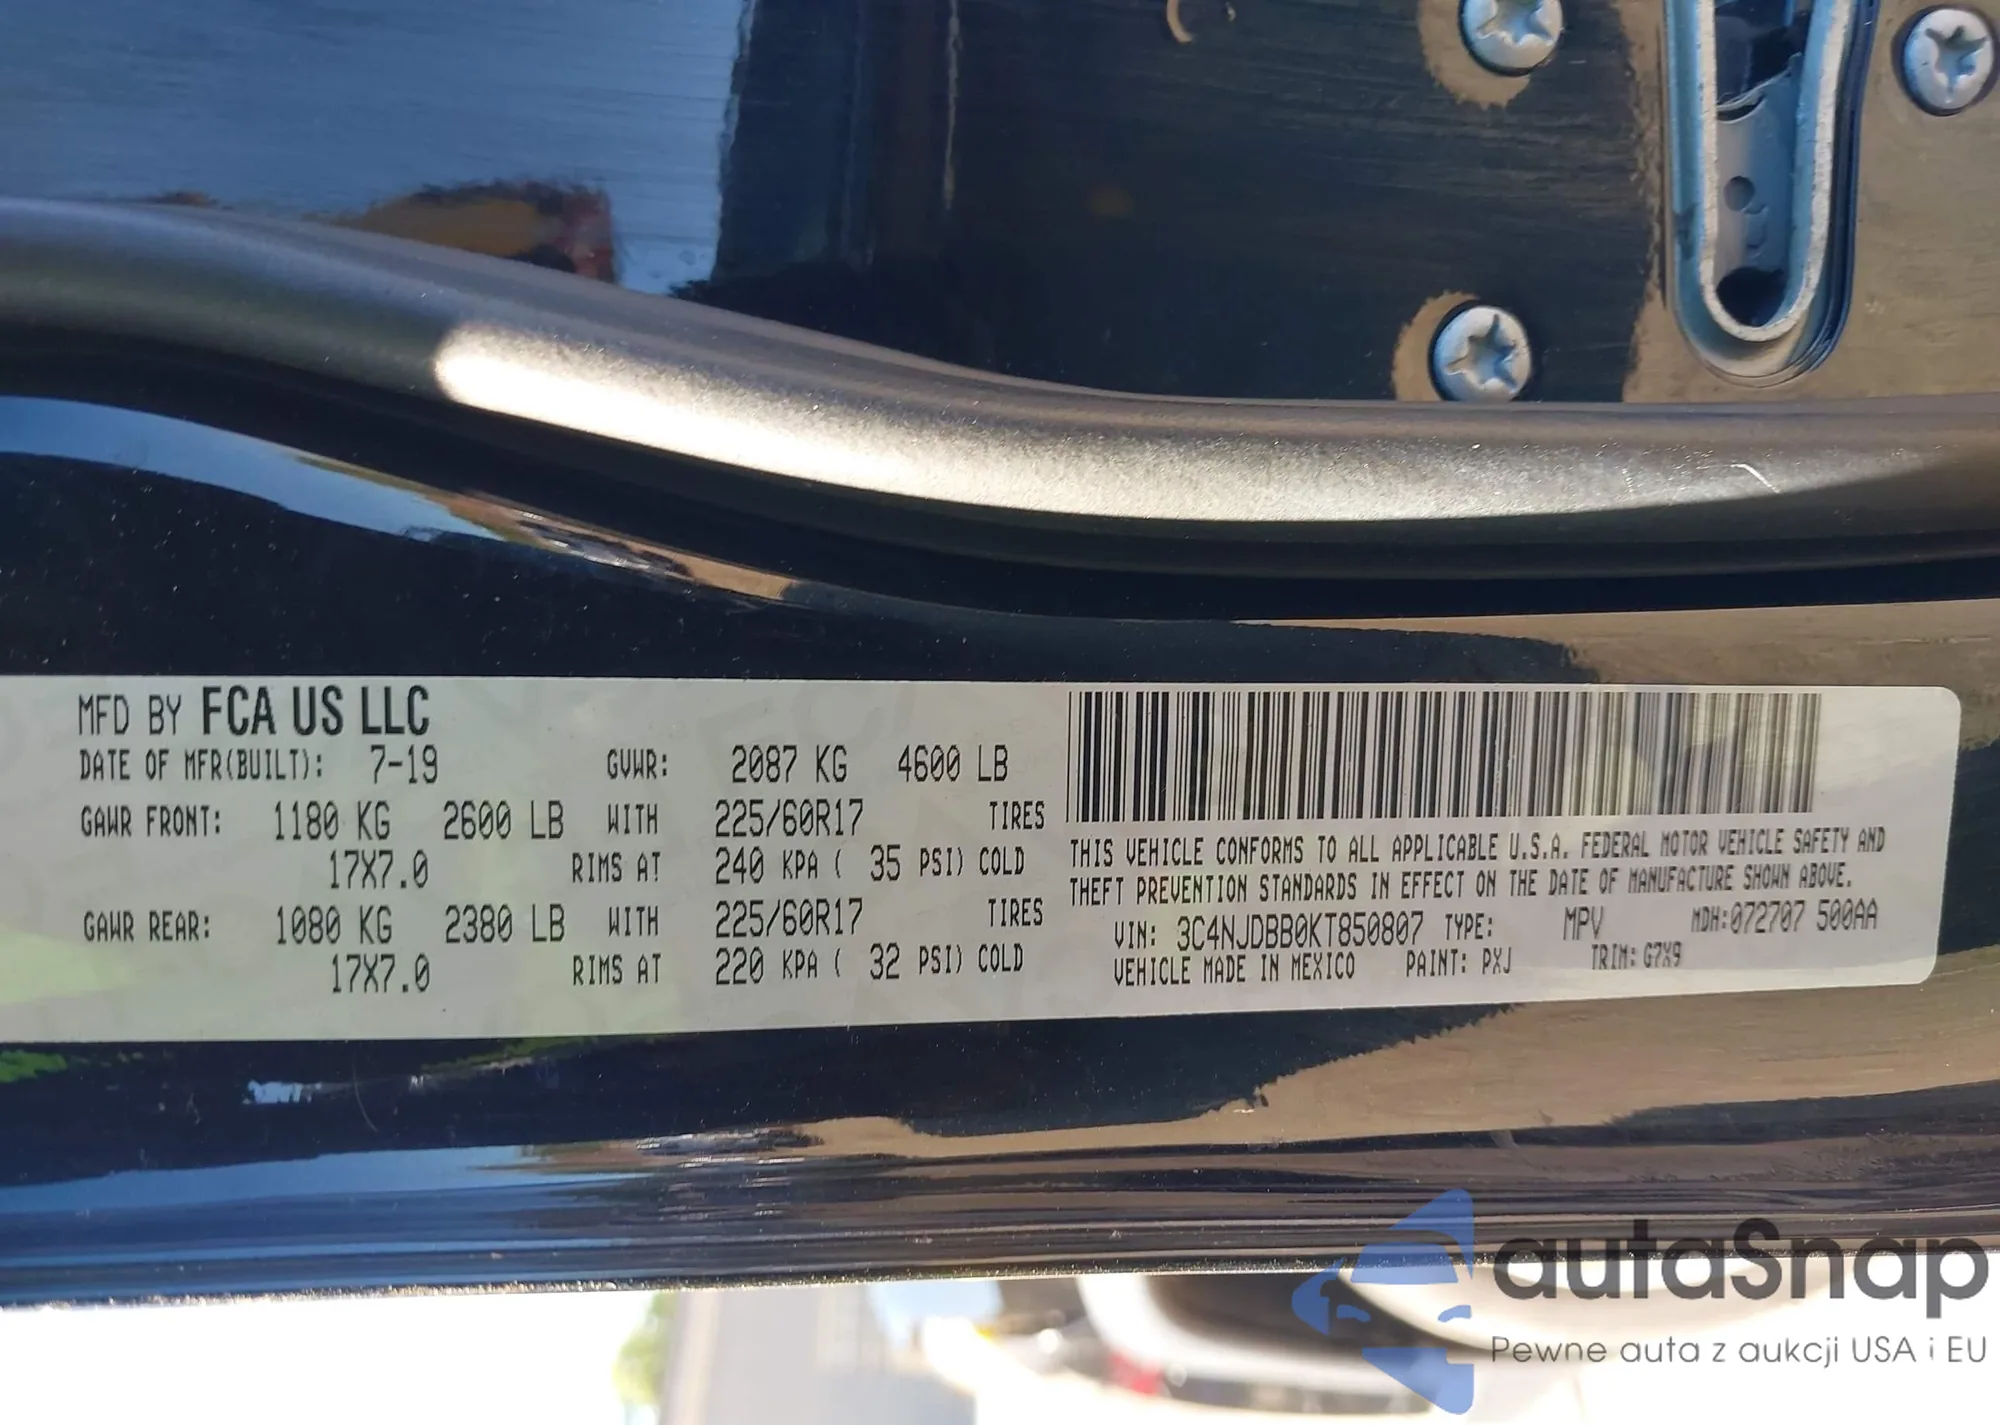 MFD BY FCA US LLC
DATE OF MFR(BUILT): 7-19 GVWR: 2087 KG 4600 LB
GAWR FRONT: 1180 KG 2600 LB WITH 225/60R17 TIRES
17X7.0 RIMS AT 240 KPA ( 35 PSI) COLD
GAWR REAR: 1080 KG 2380 LB WITH 225/60R17 TIRES
17X7.0 RIMS AT 220 KPA ( 32 PSI) COLD
THIS VEHICLE CONFORMS TO ALL APPLICABLE U.S.A. FEDERAL MOTOR VEHICLE SAFETY AND
THEFT PREVENTION STANDARDS IN EFFECT ON THE DATE OF MANUFACTURE SHOWN ABOVE.
VIN: 3C4NJDBB0KT850807 TYPE: MPV MDH:072707 500AA
VEHICLE MADE IN MEXICO PAINT: PXJ TRIM: G7X9
autaSnap
Pewne auta z aukcji USA i EU